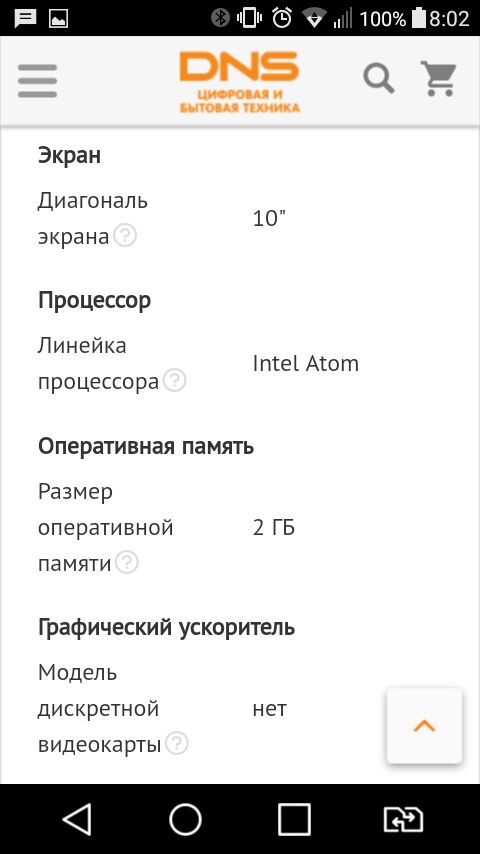 100% 8:02
DNS
ЦИФРОВАЯ И
БЫТОВАЯ ТЕХНИКА
Экран
Диагональ
экрана ?
10"
Процессор
Линейка
процессора ?
Intel Atom
Оперативная память
Размер
оперативной
памяти ?
2 ГБ
Графический ускоритель
Модель
дискретной
видеокарты ?
нет